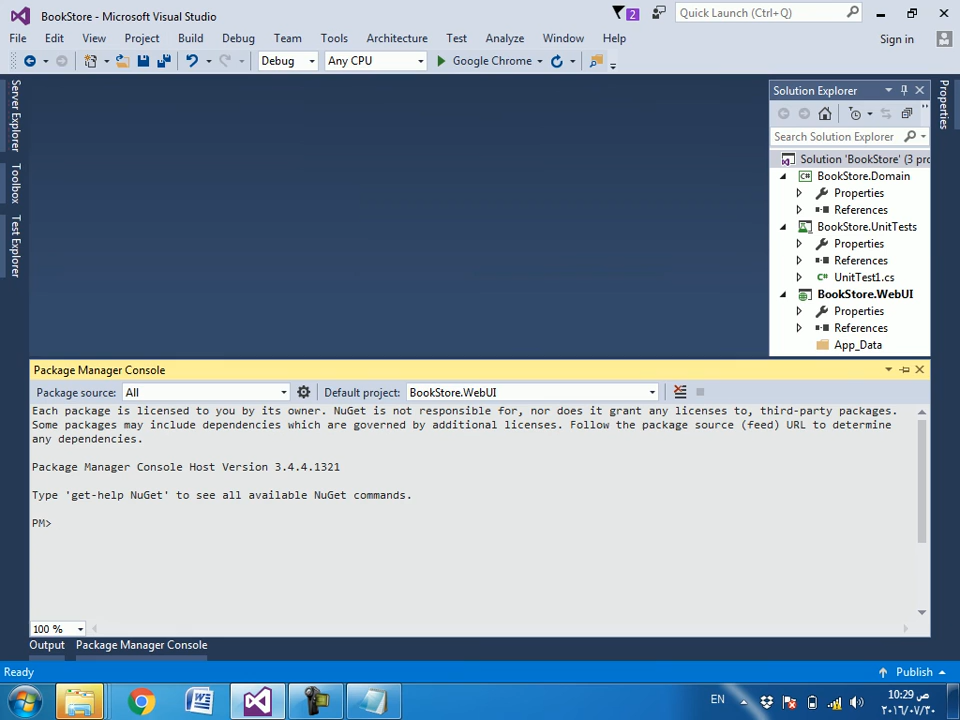 BookStore - Microsoft Visual Studio
2
Quick Launch (Ctrl+Q)
File Edit View Project Build Debug Team Tools Architecture Test Analyze Window Help Sign in
Debug Any CPU Google Chrome
Server Explorer
Toolbox
Test Explorer
Solution Explorer
Search Solution Explorer
Solution 'BookStore' (3 pro
BookStore.Domain
Properties
References
BookStore.UnitTests
Properties
References
UnitTest1.cs
BookStore.WebUI
Properties
References
App_Data
Properties
Package Manager Console
Package source: All Default project: BookStore.WebUI
Each package is licensed to you by its owner. NuGet is not responsible for, nor does it grant any licenses to, third-party packages.
Some packages may include dependencies which are governed by additional licenses. Follow the package source (feed) URL to determine
any dependencies.
Package Manager Console Host Version 3.4.4.1321
Type 'get-help NuGet' to see all available NuGet commands.
PM>
100 %
Output Package Manager Console
Ready Publish
EN
10:29 ص
٢٠١٦/٠٧/٣٠